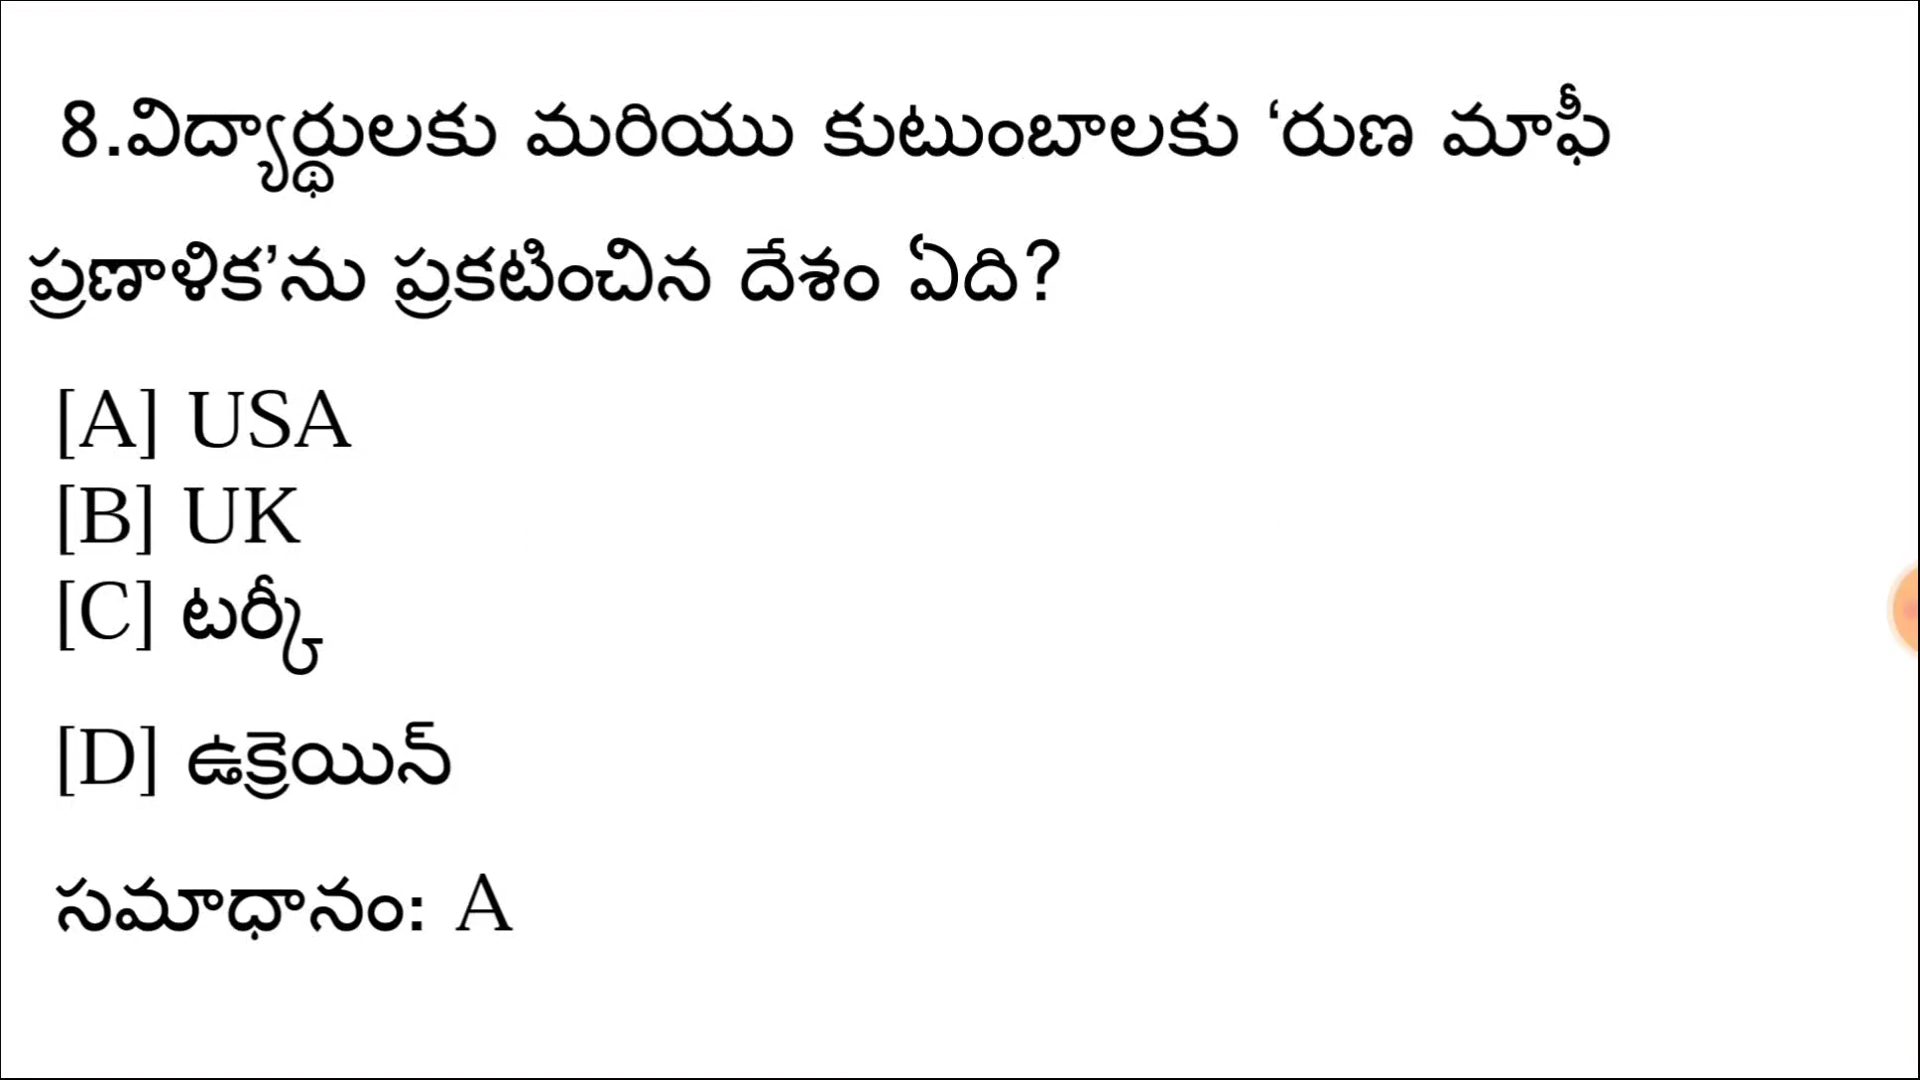 8.విద్యార్థులకు మరియు కుటుంబాలకు ‘రుణ మాఫీ
ప్రణాళిక’ను ప్రకటించిన దేశం ఏది?
[A] USA
[B] UK
[C] టర్కీ
[D] ఉక్రెయిన్
సమాధానం: A